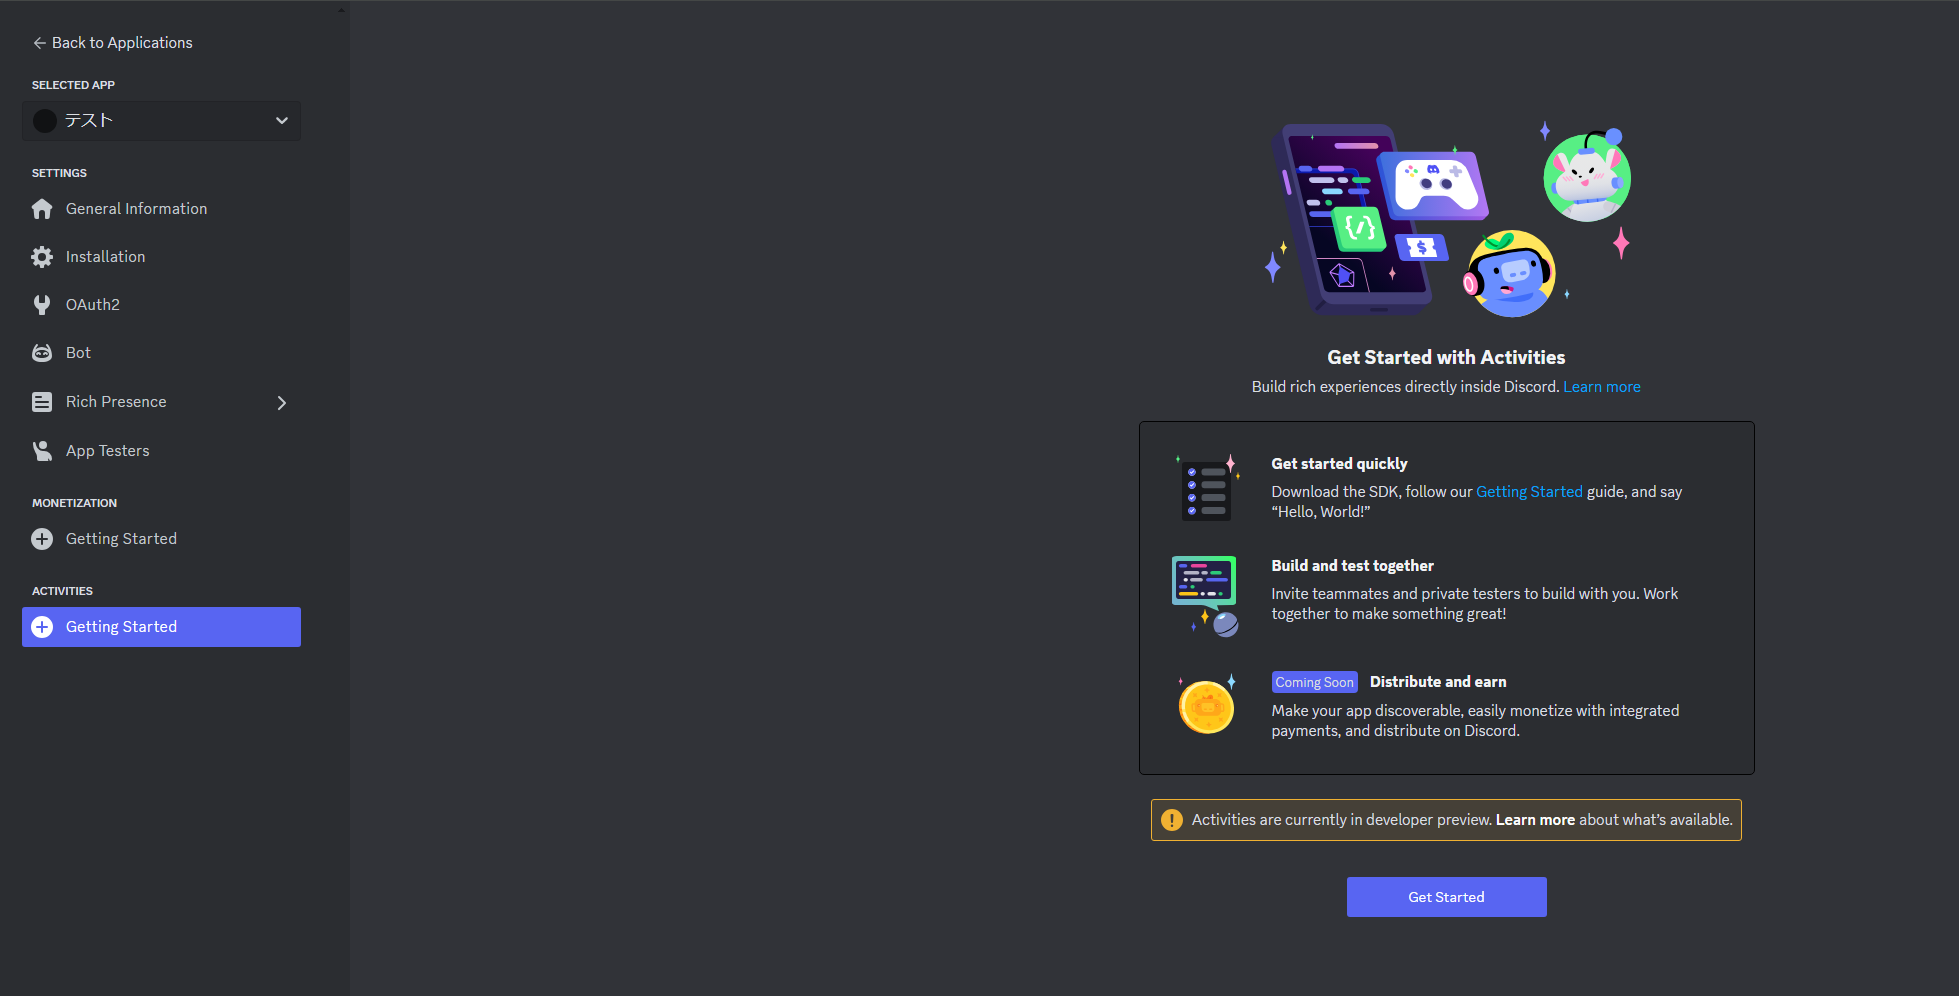 Back to Applications
SELECTED APP
テスト
SETTINGS
General Information
Installation
OAuth2
Bot
Rich Presence
App Testers
MONETIZATION
Getting Started
ACTIVITIES
Getting Started
Get Started with Activities
Build rich experiences directly inside Discord. Learn more
Get started quickly
Download the SDK, follow our Getting Started guide, and say
“Hello, World!”
Build and test together
Invite teammates and private testers to build with you. Work
together to make something great!
Coming Soon Distribute and earn
Make your app discoverable, easily monetize with integrated
payments, and distribute on Discord.
Activities are currently in developer preview. Learn more about what's available.
Get Started